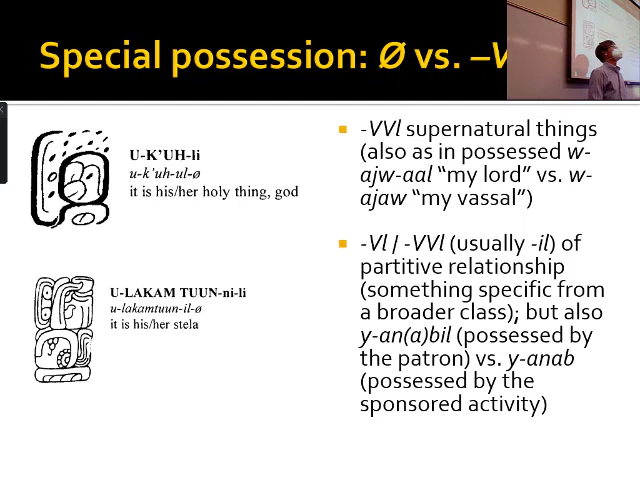 Special possession: Ø vs. –V
U-K'UH-li
u-k'uh-ul-ø
it is his/her holy thing, god
U-LAKAM TUUN-ni-li
u-lakamtuun-il-ø
it is his/her stela
-VVl supernatural things
(also as in possessed w-
ajw-aal “my lord” vs. w-
ajaw “my vassal”)
-Vl / -VVl (usually -il) of
partitive relationship
(something specific from
a broader class); but also
y-an(a)bil (possessed by
the patron) vs. y-anab
(possessed by the
sponsored activity)